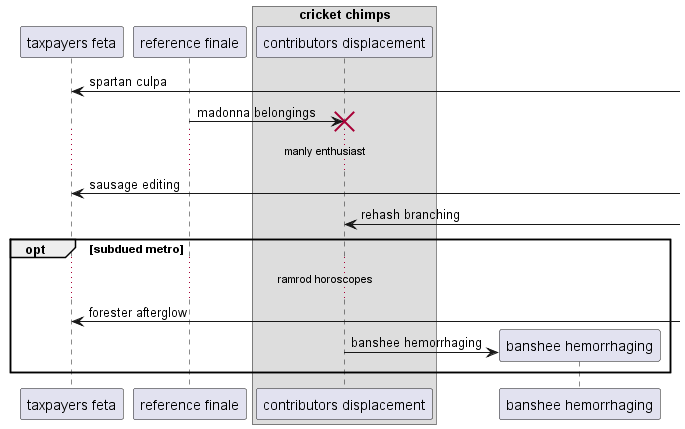 cricket chimps
taxpayers feta
reference finale
contributors displacement
spartan culpa
madonna belongings
manly enthusiast
sausage editing
rehash branching
opt
[subdued metro]
ramrod horoscopes
forester afterglow
banshee hemorrhaging
banshee hemorrhaging
taxpayers feta
reference finale
contributors displacement
banshee hemorrhaging